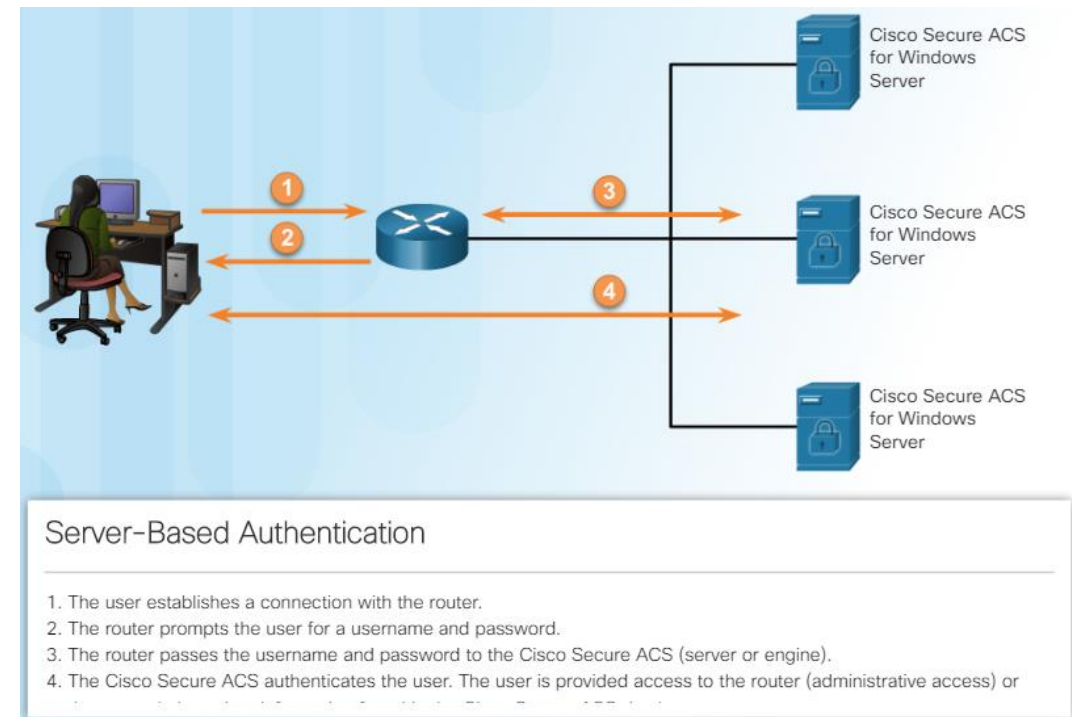 Cisco Secure ACS
for Windows
Server
1
3
2
Cisco Secure ACS
for Windows
Server
4
Cisco Secure ACS
for Windows
Server
Server-Based Authentication
1. The user establishes a connection with the router.
2. The router prompts the user for a username and password.
3. The router passes the username and password to the Cisco Secure ACS (server or engine).
4. The Cisco Secure ACS authenticates the user. The user is provided access to the router (administrative access) or